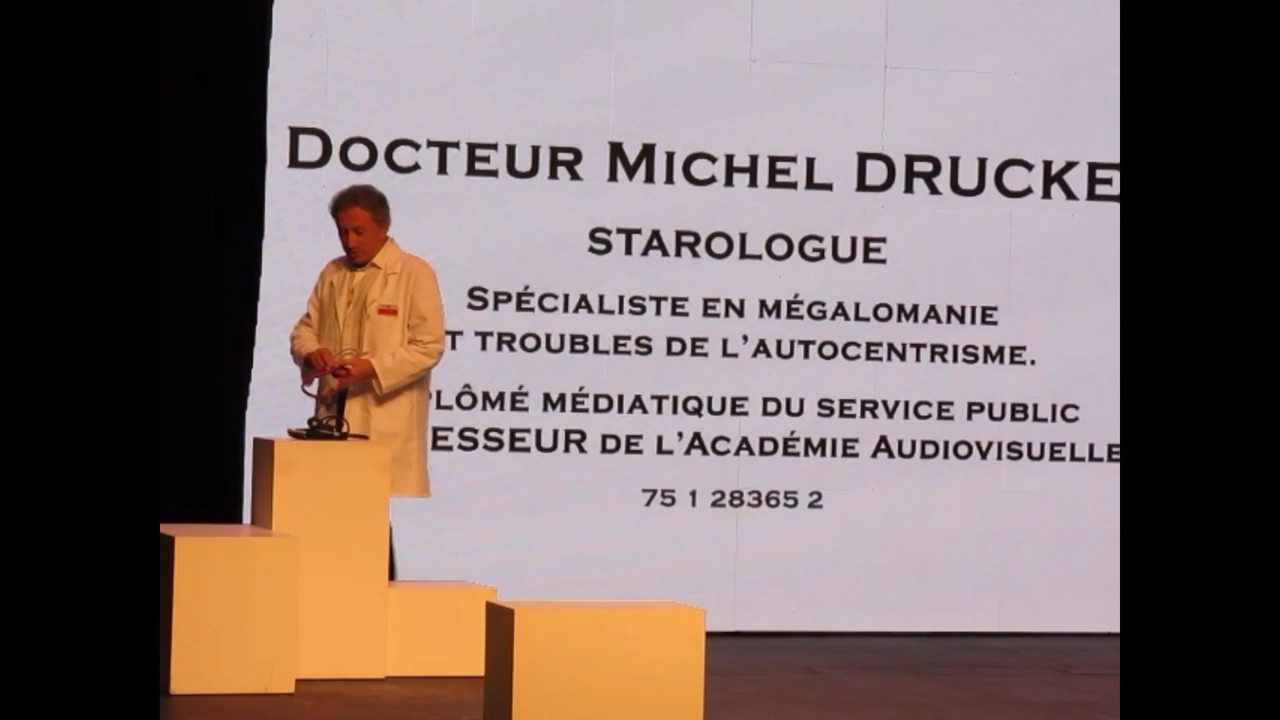 DOCTEUR MICHEL DRUCKE
STAROLOGUE
SPÉCIALISTE EN MÉGALOMANIE
T TROUBLES DE L'AUTOCENTRISME.
PLÔMÉ MÉDIATIQUE DU SERVICE PUBLIC
ESSEUR DE L'ACADÉMIE AUDIOVISUELLE
75 1 28365 2